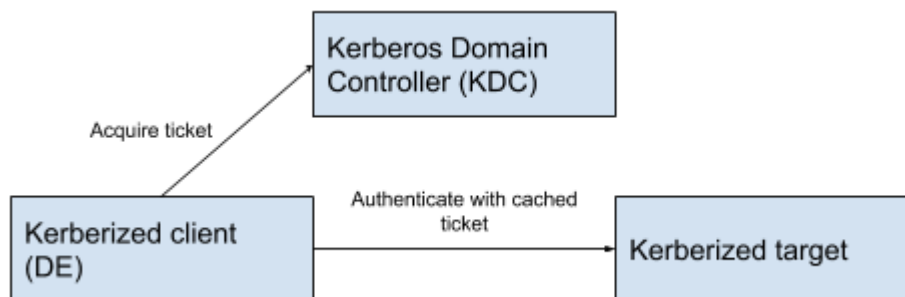 Kerberos Domain
Controller (KDC)
Acquire ticket
Authenticate with cached
ticket
Kerberized client
(DE)
Kerberized target